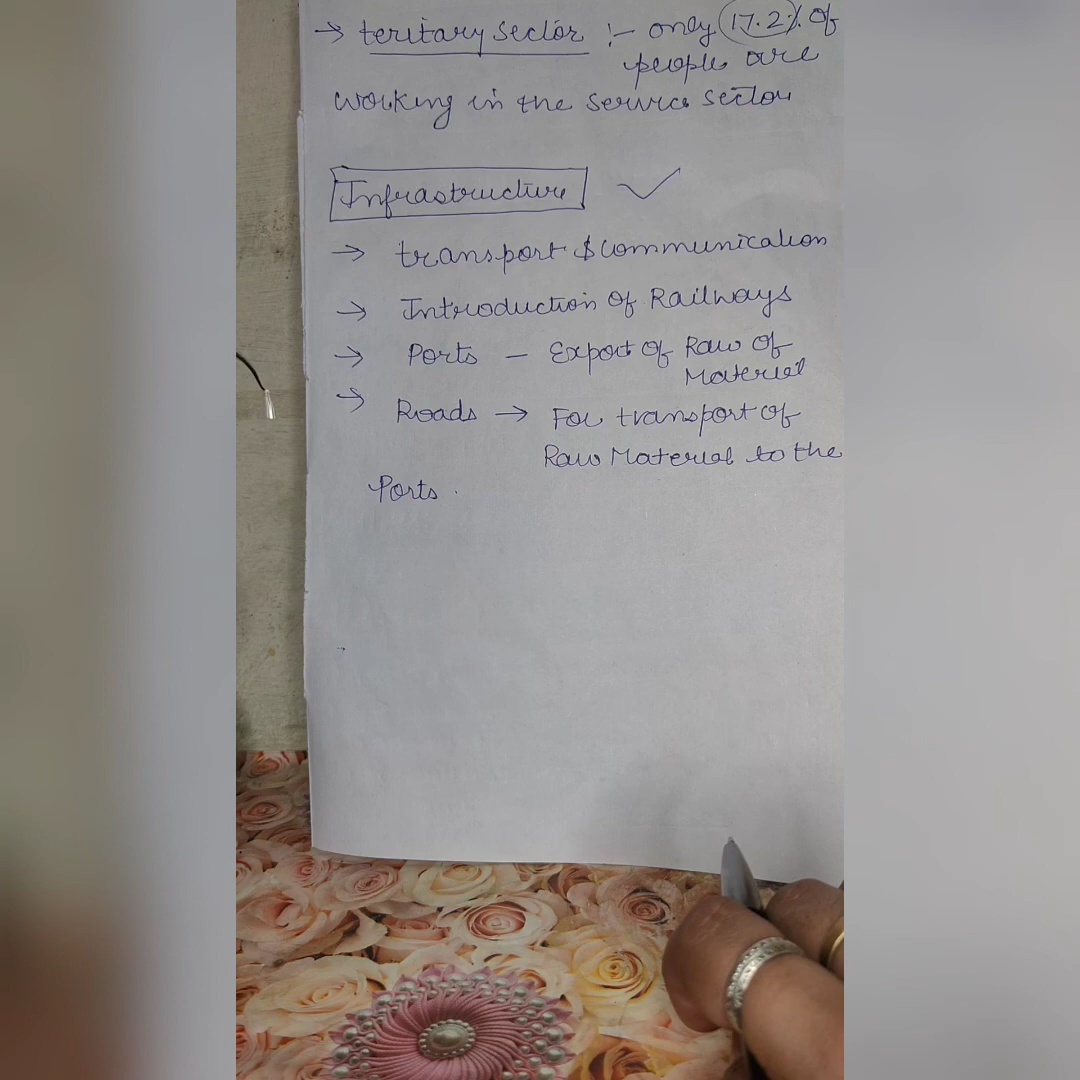 → teritary sector :- only 17.2% of
people are
working in the service sector
Infrastructure ✓
→ transport & communication
→ Introduction of Railways
→ Ports - Export of Raw of
Material
→ Roads → For transport of
Raw Material to the
Ports.